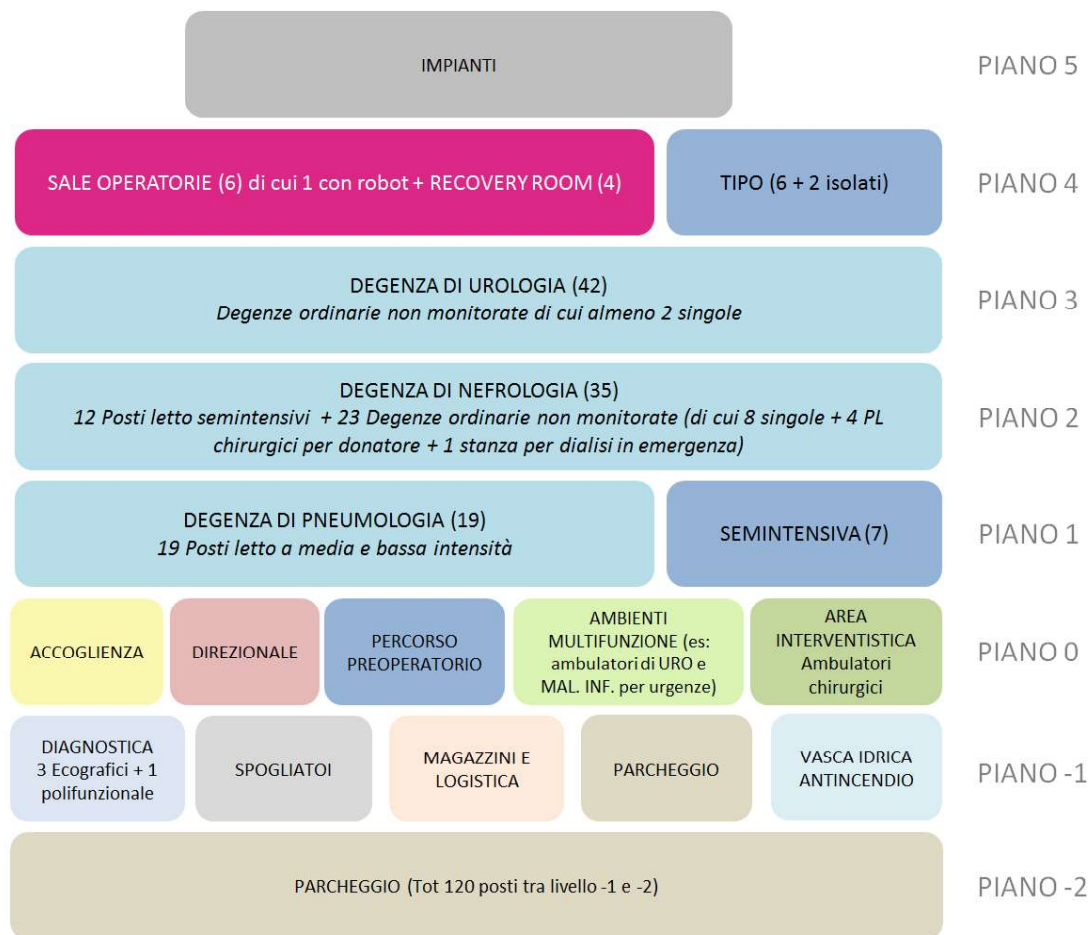 IMPIANTI
PIANO 5
SALE OPERATORIE (6) di cui 1 con robot + RECOVERY ROOM (4)
TIPO (6 + 2 isolati)
PIANO 4
DEGENZA DI UROLOGIA (42)
Degenze ordinarie non monitorate di cui almeno 2 singole
PIANO 3
DEGENZA DI NEFROLOGIA (35)
12 Posti letto semintensivi + 23 Degenze ordinarie non monitorate (di cui 8 singole + 4 PL
chirurgici per donatore + 1 stanza per dialisi in emergenza)
PIANO 2
DEGENZA DI PNEUMOLOGIA (19)
19 Posti letto a media e bassa intensità
SEMINTENSIVA (7)
PIANO 1
ACCOGLIENZA
DIREZIONALE
PERCORSO
PREOPERATORIO
AMBIENTI
MULTIFUNZIONE (es:
ambulatori di URO e
MAL. INF. per urgenze)
AREA
INTERVENTISTICA
Ambulatori
chirurgici
PIANO 0
DIAGNOSTICA
3 Ecografici + 1
polifunzionale
SPOGLIATOI
MAGAZZINI E
LOGISTICA
PARCHEGGIO
VASCA IDRICA
ANTINCENDIO
PIANO -1
PARCHEGGIO (Tot 120 posti tra livello -1 e -2)
PIANO -2